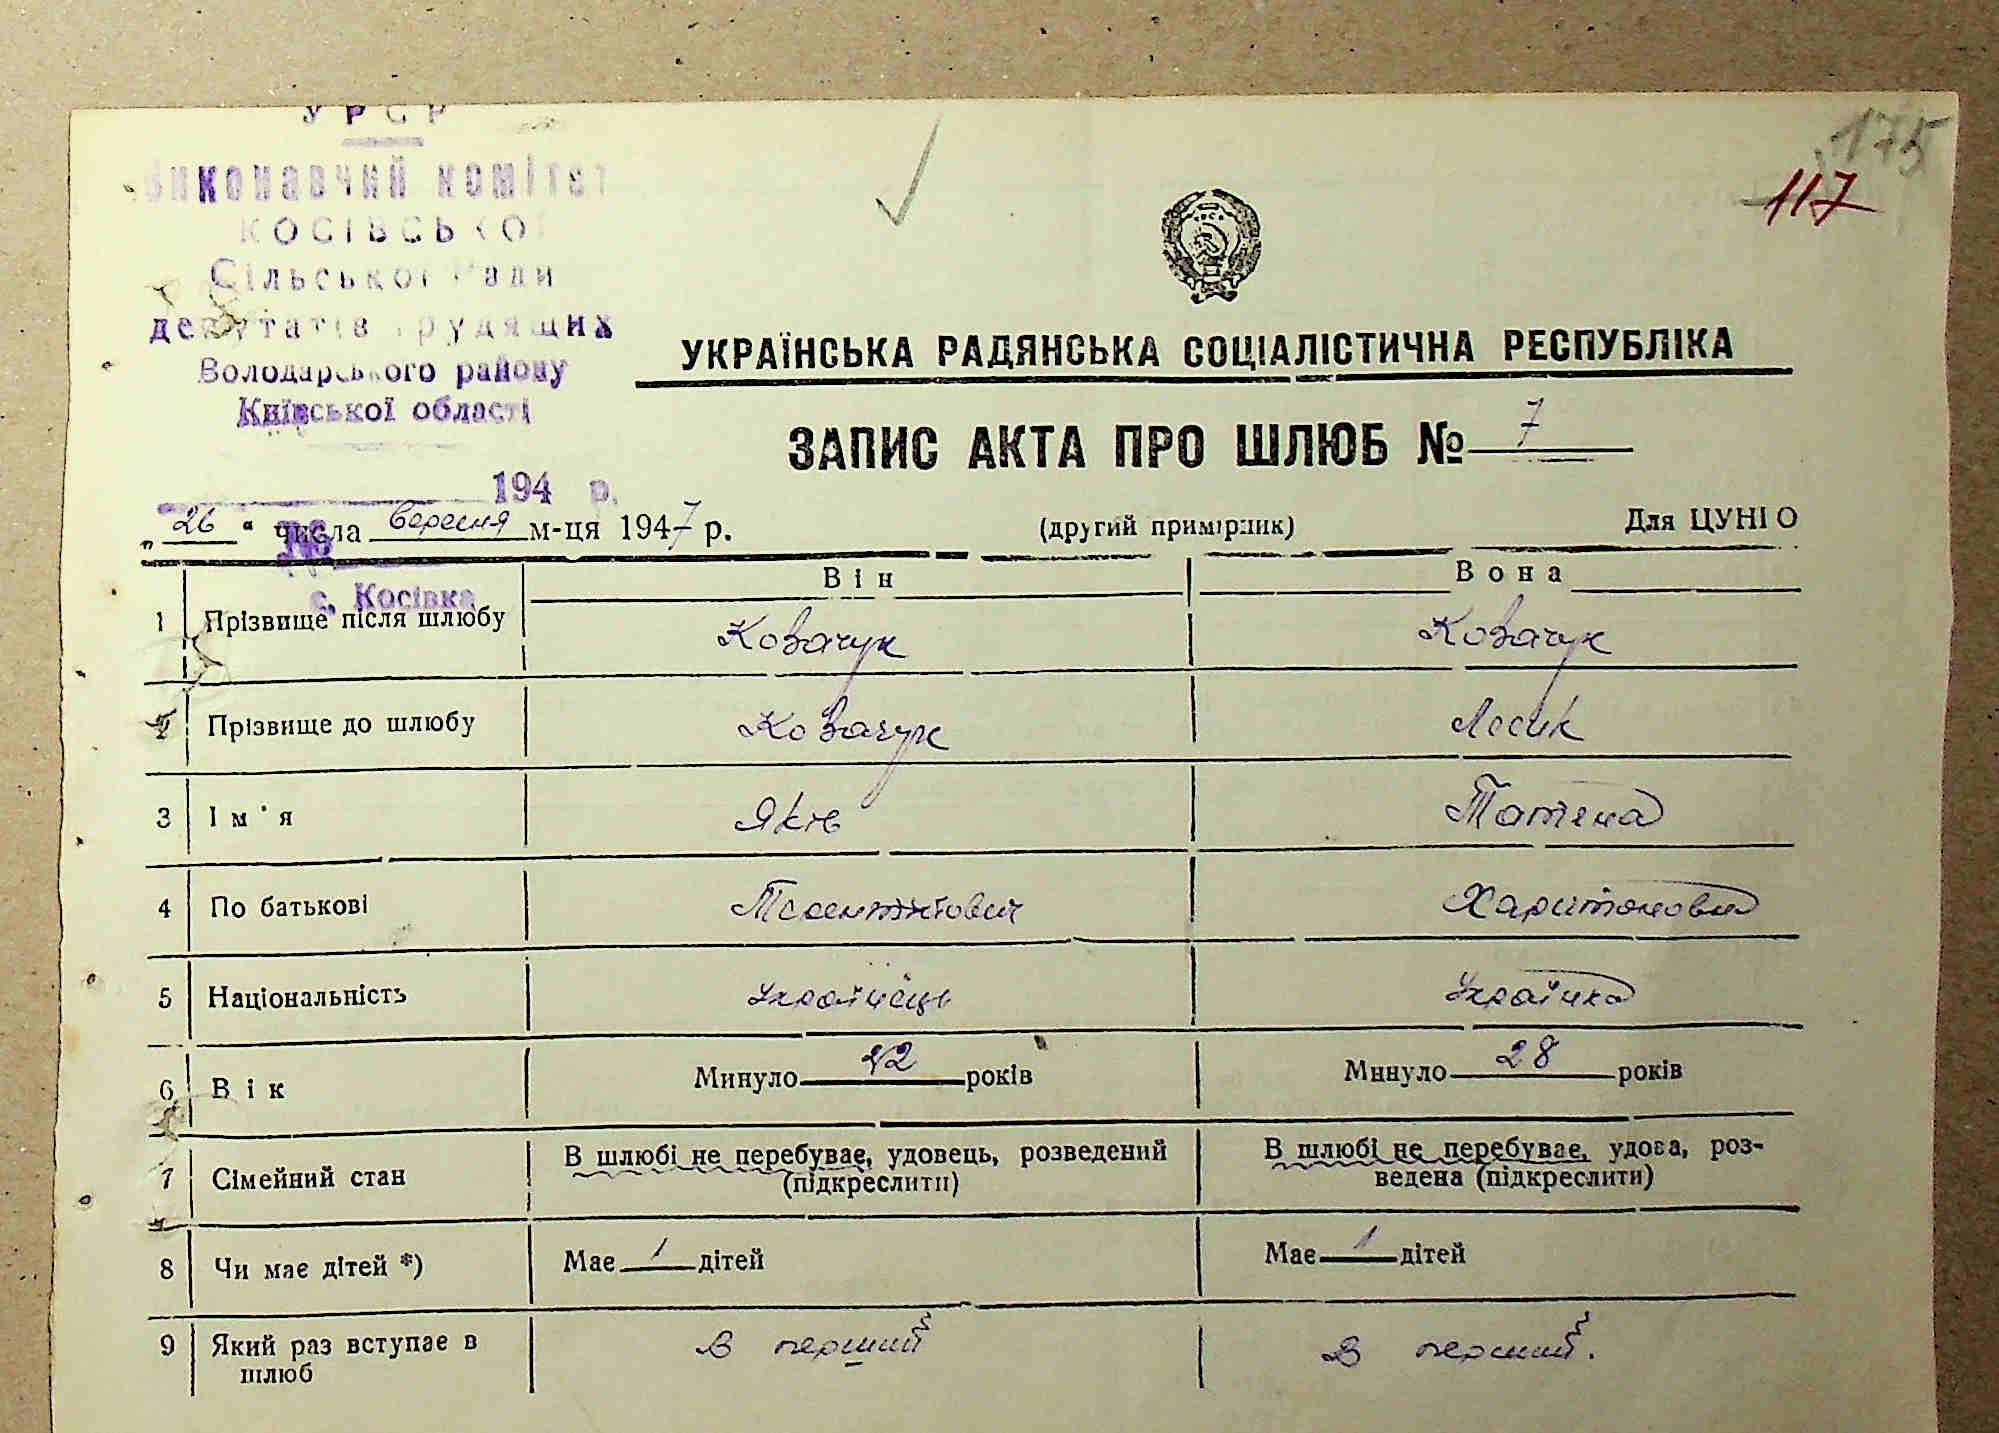 УРСР
Виконавчий комітет
КОСІВСЬКОЇ
Сільської Ради
депутатів трудящих
Володарського району
Київської області
194 р.
с. Косівка
175
117
УКРАЇНСЬКА РАДЯНСЬКА СОЦІАЛІСТИЧНА РЕСПУБЛІКА
ЗАПИС АКТА ПРО ШЛЮБ № 7
„26“ числа вересня м-ця 1947 р. (другий примірник) Для ЦУНГО
Він Вона
1 Прізвище після шлюбу Ковачук Ковачук
2 Прізвище до шлюбу Ковачук Лесик
3 Ім'я Яків Татяна
4 По батькові Харитоновна
5 Національність Українець Українка
6 Вік Минуло років Минуло 28 років
7 Сімейний стан В шлюбі не перебуває, удовець, розведений В шлюбі не перебуває, удова, роз-
(підкреслити) ведена (підкреслити)
8 Чи має дітей *) Має 1 дітей Має 1 дітей
9 Який раз вступає в В перший В перший.
шлюб